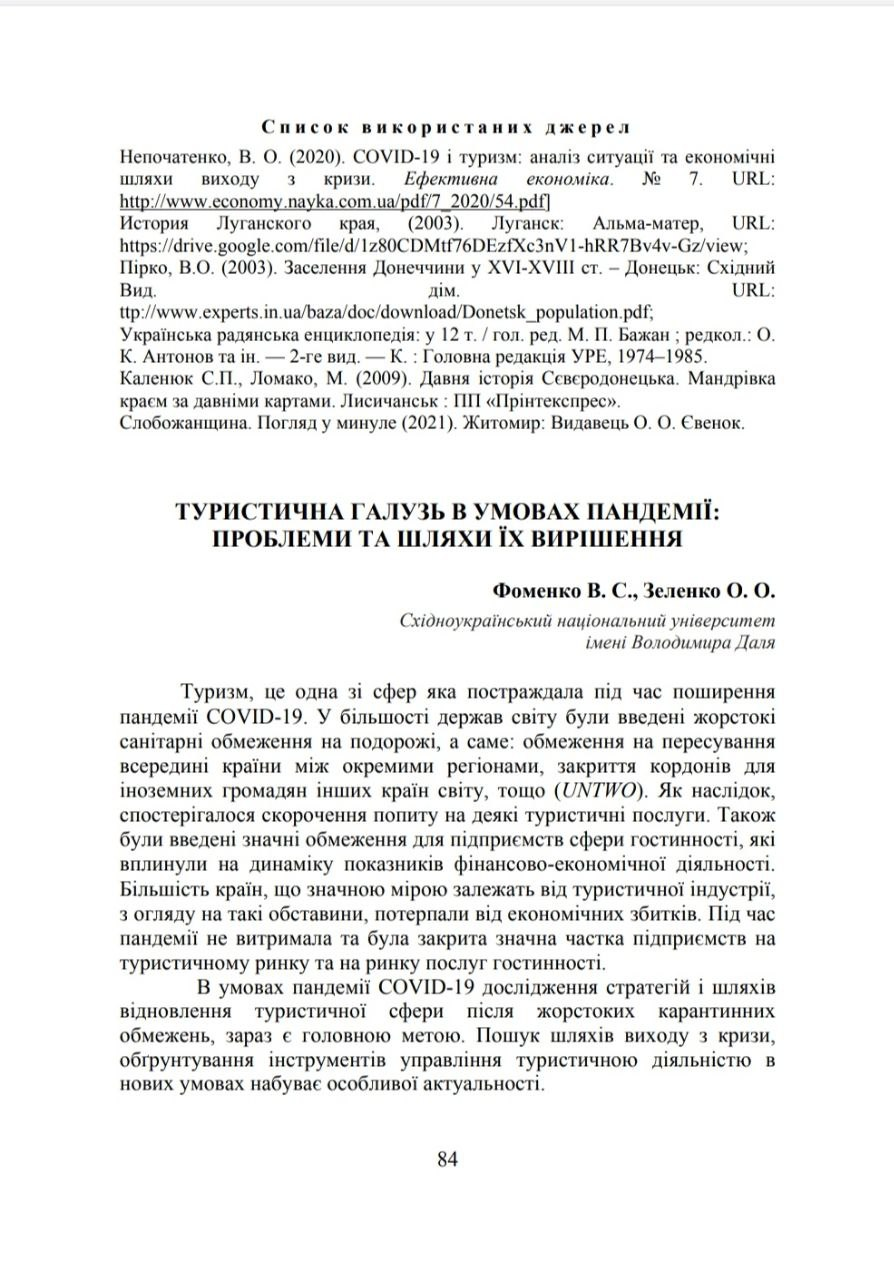 Список використаних джерел
Непочатенко, В. О. (2020). COVID-19 і туризм: аналіз ситуації та економічні
шляхи виходу з кризи. Ефективна економіка. № 7. URL:
http://www.economy.nayka.com.ua/pdf/7_2020/54.pdf]
История Луганского края, (2003). Луганск: Альма-матер, URL:
https://drive.google.com/file/d/1z80CDMtf76DEzfXc3nV1-hRR7Bv4v-Gz/view;
Пірко, В.О. (2003). Заселення Донеччини у XVI-XVIII ст. – Донецьк: Східний
Вид. дім. URL:
ttp://www.experts.in.ua/baza/doc/download/Donetsk_population.pdf;
Українська радянська енциклопедія: у 12 т. / гол. ред. М. П. Бажан ; редкол.: О.
К. Антонов та ін. — 2-ге вид. — К. : Головна редакція УРЕ, 1974–1985.
Каленюк С.П., Ломако, М. (2009). Давня історія Сєвєродонецька. Мандрівка
краєм за давніми картами. Лисичанськ : ПП «Прінтекспрес».
Слобожанщина. Погляд у минуле (2021). Житомир: Видавець О. О. Євенок.
ТУРИСТИЧНА ГАЛУЗЬ В УМОВАХ ПАНДЕМІЇ:
ПРОБЛЕМИ ТА ШЛЯХИ ЇХ ВИРІШЕННЯ
Фоменко В. С., Зеленко О. О.
Східноукраїнський національний університет
імені Володимира Даля
Туризм, це одна зі сфер яка постраждала під час поширення
пандемії COVID-19. У більшості держав світу були введені жорстокі
санітарні обмеження на подорожі, а саме: обмеження на пересування
всередині країни між окремими регіонами, закриття кордонів для
іноземних громадян інших країн світу, тощо (UNTWO). Як наслідок,
спостерігалося скорочення попиту на деякі туристичні послуги. Також
були введені значні обмеження для підприємств сфери гостинності, які
вплинули на динаміку показників фінансово-економічної діяльності.
Більшість країн, що значною мірою залежать від туристичної індустрії,
з огляду на такі обставини, потерпали від економічних збитків. Під час
пандемії не витримала та була закрита значна частка підприємств на
туристичному ринку та на ринку послуг гостинності.
В умовах пандемії COVID-19 дослідження стратегій і шляхів
відновлення туристичної сфери після жорстоких карантинних
обмежень, зараз є головною метою. Пошук шляхів виходу з кризи,
обґрунтування інструментів управління туристичною діяльністю в
нових умовах набуває особливої актуальності.
84